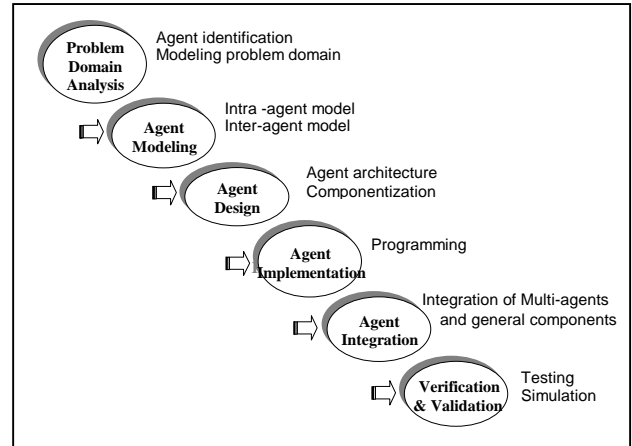 Problem
Domain
Analysis
Agent identification
Modeling problem domain
Agent
Modeling
Intra -agent model
Inter-agent model
Agent
Design
Agent architecture
Componentization
Agent
Implementation
Programming
Agent
Integration
Integration of Multi-agents
and general components
Verification
& Validation
Testing
Simulation